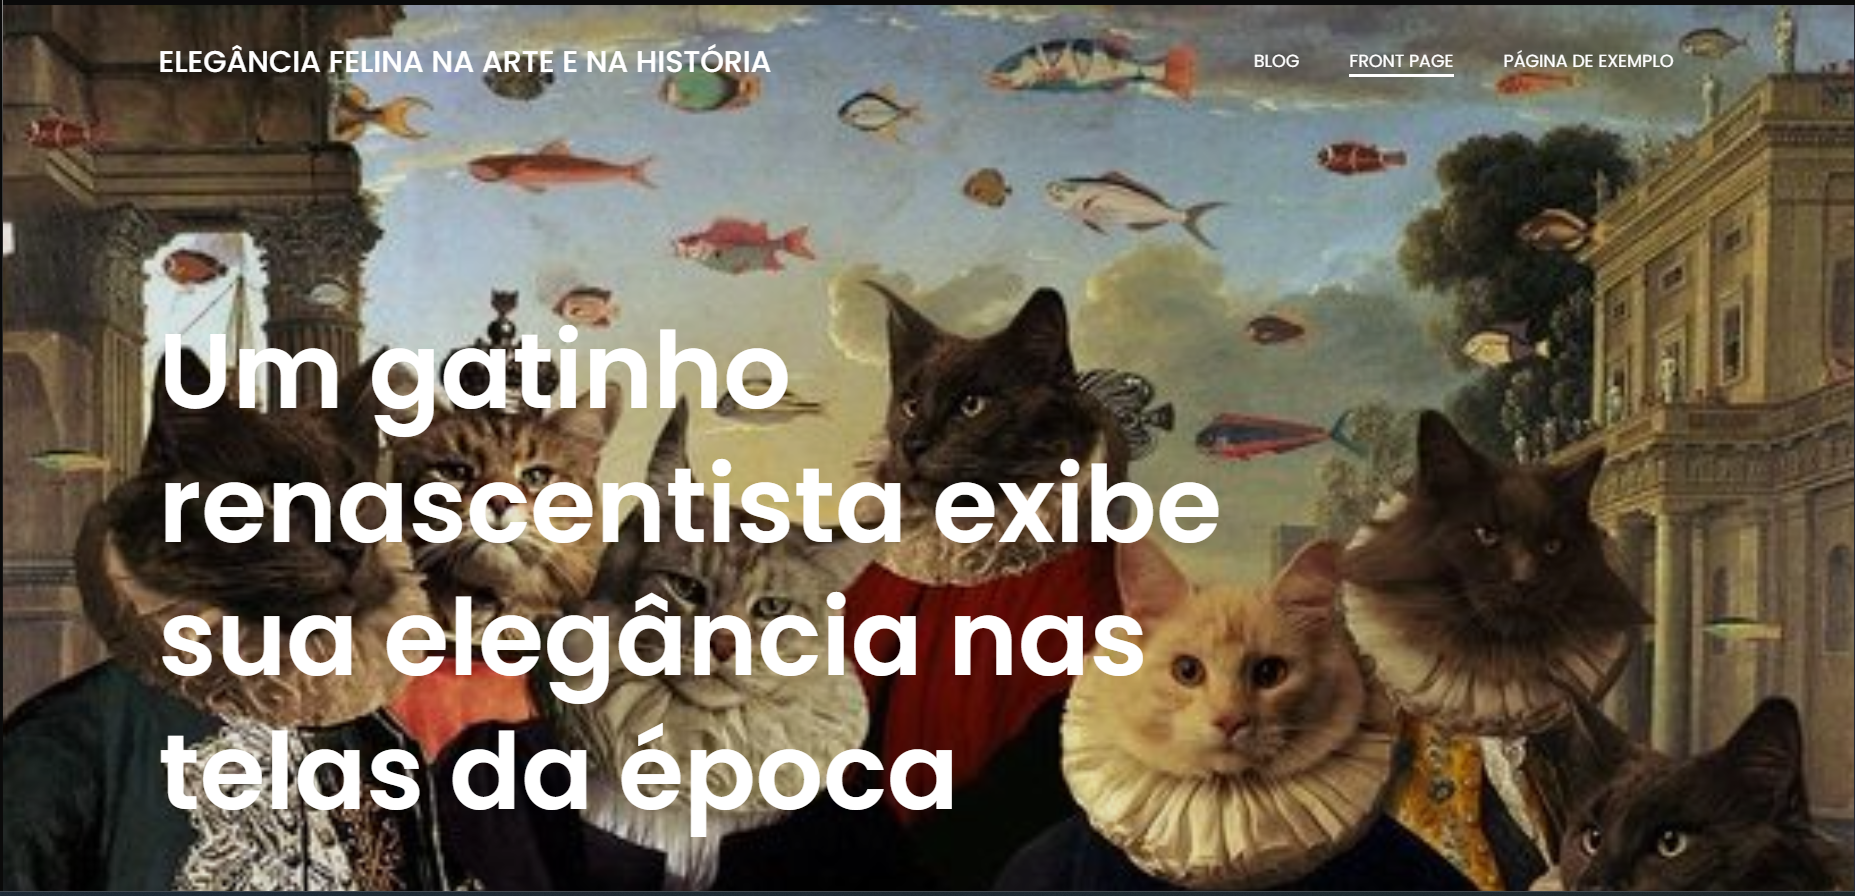 ELEGÂNCIA FELINA NA ARTE E NA HISTÓRIA
BLOG FRONT PAGE PÁGINA DE EXEMPLO
Um gatinho
renascentista exibe
sua elegância nas
telas da época